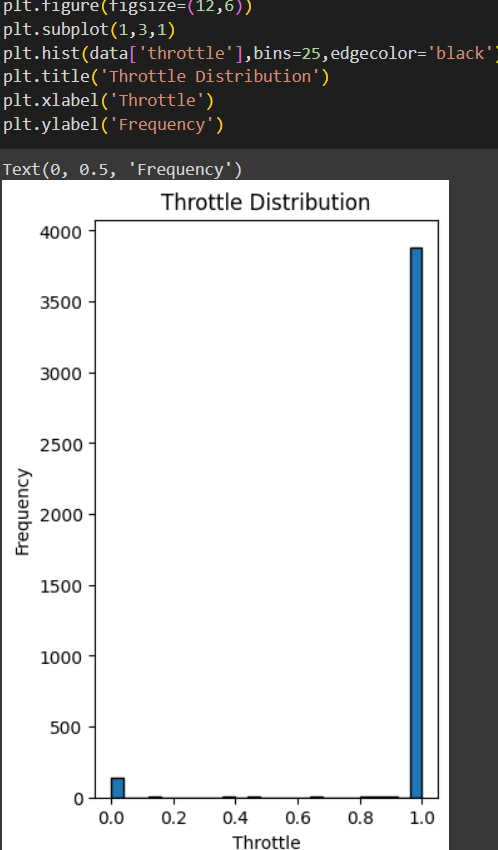 plt.figure(figsize=(12,6))
plt.subplot(1,3,1)
plt.hist(data['throttle'],bins=25,edgecolor='black')
plt.title('Throttle Distribution')
plt.xlabel('Throttle')
plt.ylabel('Frequency')
Text(0, 0.5, 'Frequency')
Throttle Distribution
4000
3500
3000
2500
2000
1500
1000
500
0
Frequency
0.0 0.2 0.4 0.6 0.8 1.0
Throttle